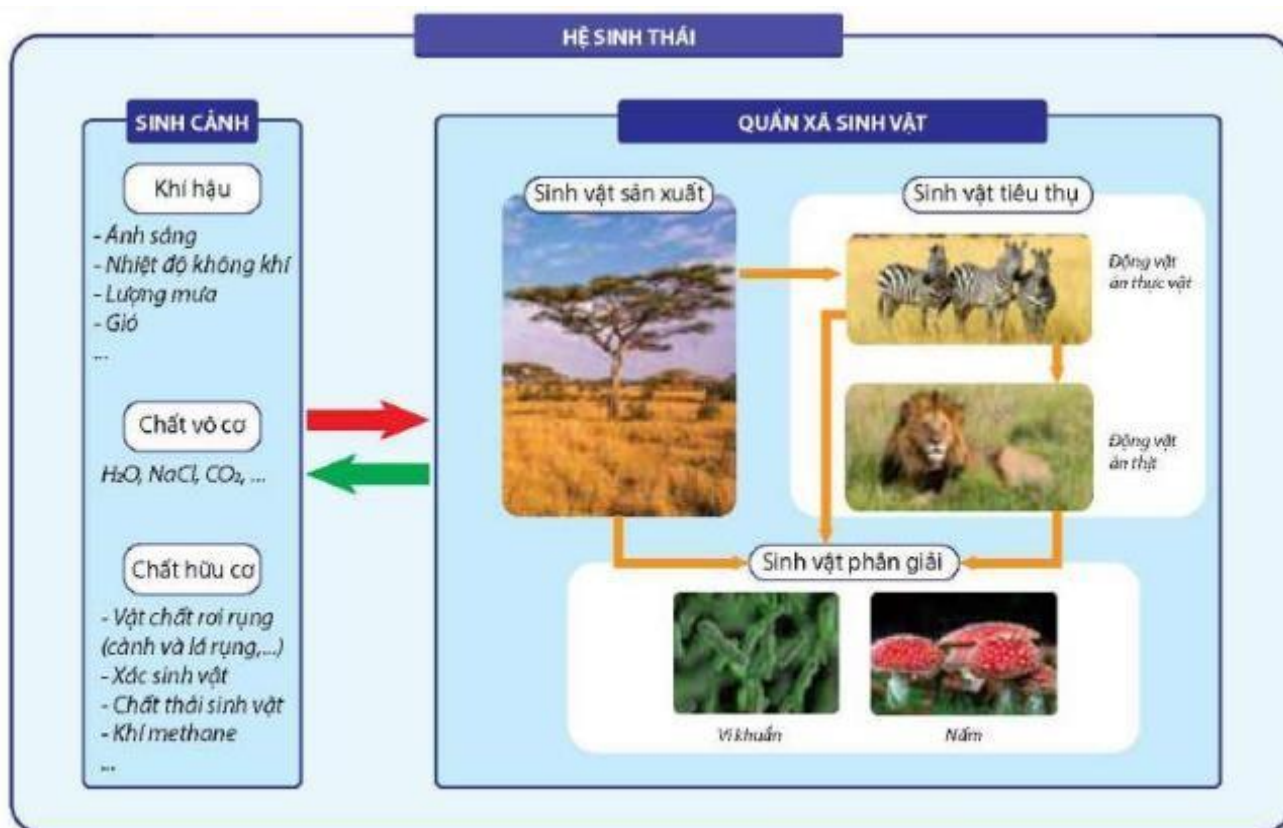 HỆ SINH THÁI
SINH CẢNH
Khí hậu
- Ánh sáng
- Nhiệt độ không khí
- Lượng mưa
- Gió
...
Chất vô cơ
H₂O, NaCl, CO₂, ...
Chất hữu cơ
- Vật chất rơi rụng
(cành và lá rụng,...)
- Xác sinh vật
- Chất thải sinh vật
- Khí methane
...
QUẦN XÃ SINH VẬT
Sinh vật sản xuất
Sinh vật tiêu thụ
Động vật
ăn thực vật
Động vật
ăn thịt
Sinh vật phân giải
Vi khuẩn
Nấm